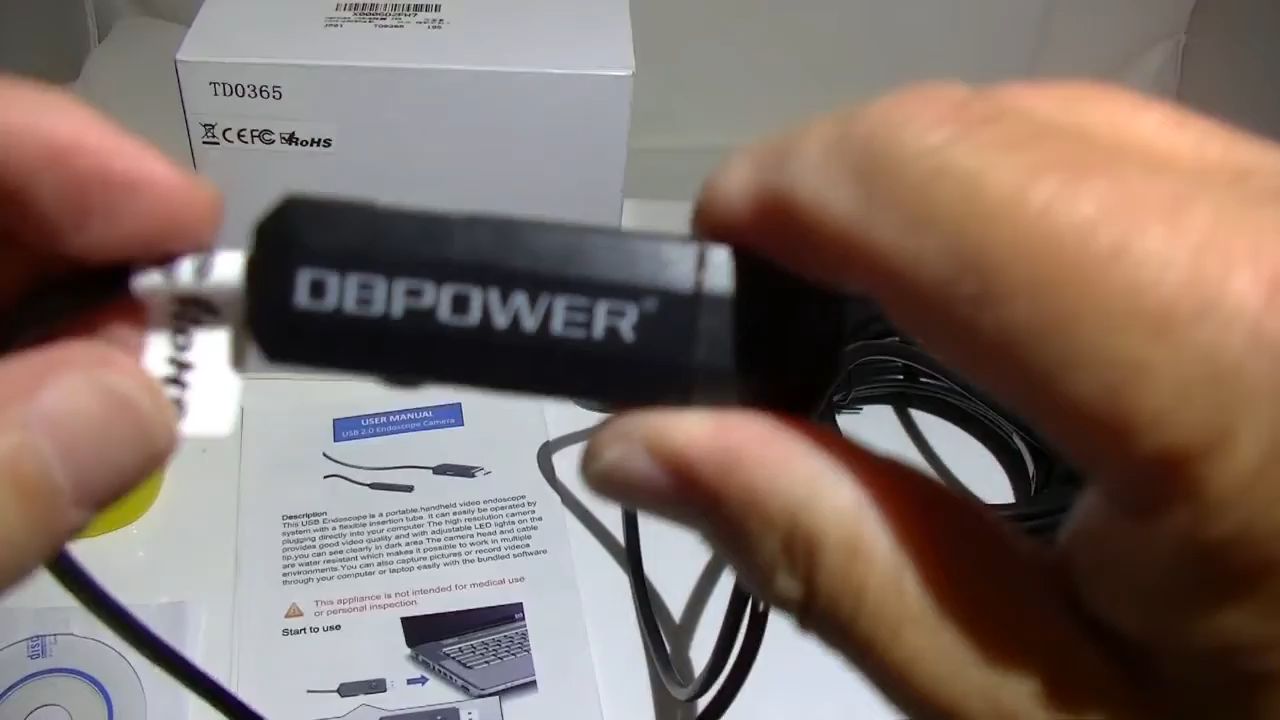 X000GD2PH7
TD0365
CE FC RoHS
DBPOWER
USER MANUAL
USB 2.0 Endoscope Camera
Description
This USB Endoscope is a portable,handheld video endoscope
system with a flexible insertion tube. It can easily be operated by
plugging directly into your computer The high resolution camera
provides good video quality and with adjustable LED lights on the
tip,you can see clearly in dark area The camera head and cable
are water resistant which makes it possible to work in multiple
environments.You can also capture pictures or record videos
through your computer or laptop easily with the bundled software
This appliance is not intended for medical use
or personal inspection.
Start to use